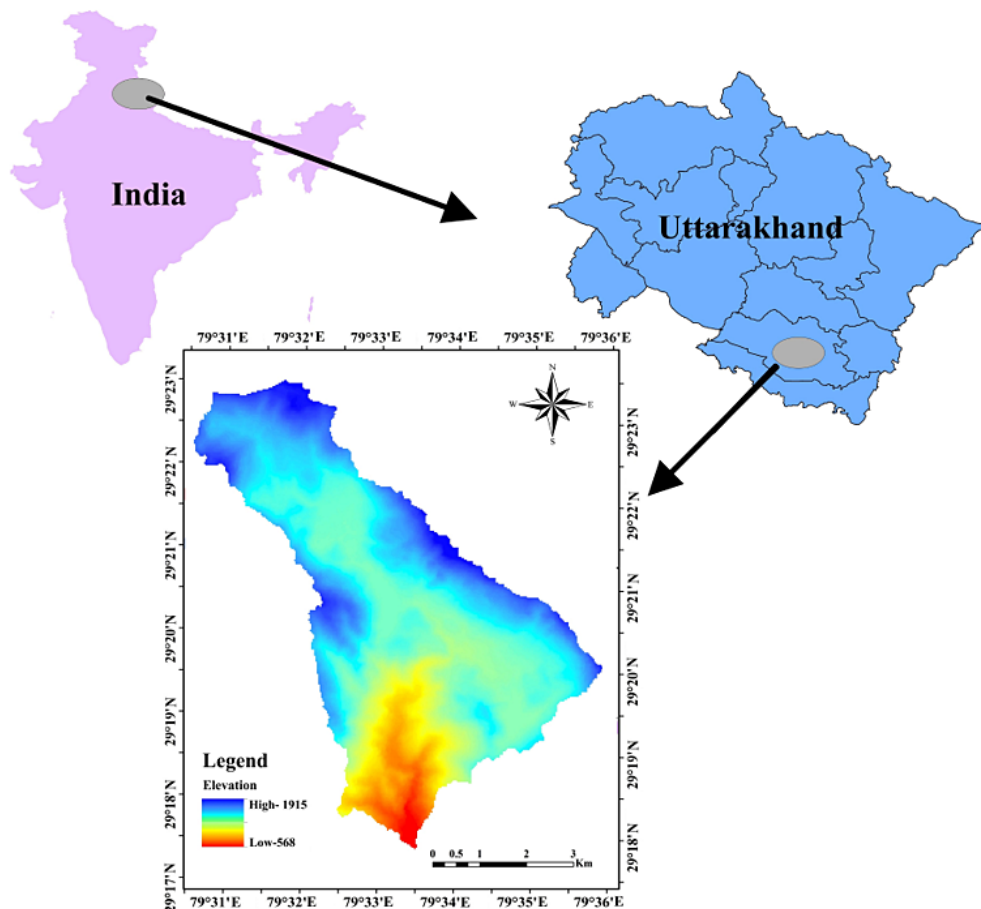 India
Uttarakhand
79°31'E 79°32'E 79°33'E 79°34'E 79°35'E 79°36'E
29°23'N
29°22'N
29°21'N
29°20'N
29°19'N
29°18'N
29°17'N
N
W E
S
29°23'N
29°22'N
29°21'N
29°20'N
29°19'N
29°18'N
Legend
Elevation
High- 1915
Low-568
0 0.5 1 2 3
Km
79°31'E 79°32'E 79°33'E 79°34'E 79°35'E 79°36'E